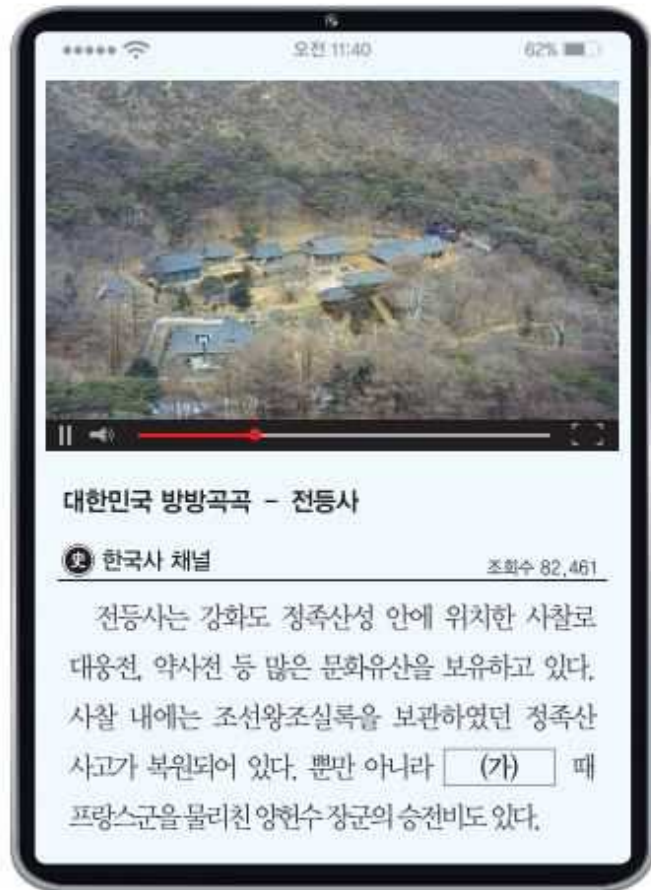 오전 11:40
62%
대한민국 방방곡곡 - 전등사
史 한국사 채널
조회수 82,461
전등사는 강화도 정족산성 안에 위치한 사찰로
대웅전, 약사전 등 많은 문화유산을 보유하고 있다.
사찰 내에는 조선왕조실록을 보관하였던 정족산
사고가 복원되어 있다. 뿐만 아니라 (가) 때
프랑스군을 물리친 양헌수 장군의 승전비도 있다.